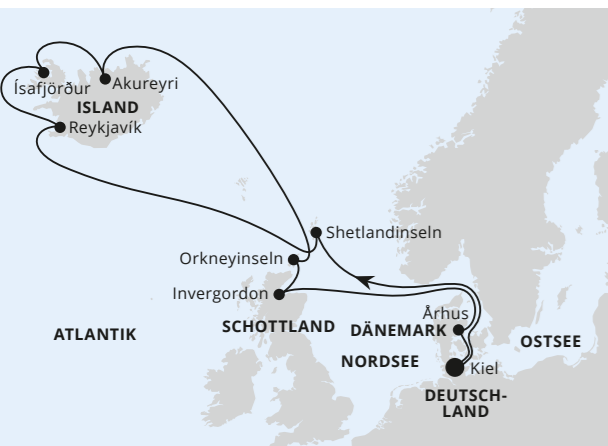 Akureyri
Ísafjörður
ISLAND
Reykjavík
Shetlandinseln
Orkneyinseln
Invergordon
Århus
SCHOTTLAND
DÄNEMARK
ATLANTIK
OSTSEE
NORDSEE
Kiel
DEUTSCH-
LAND